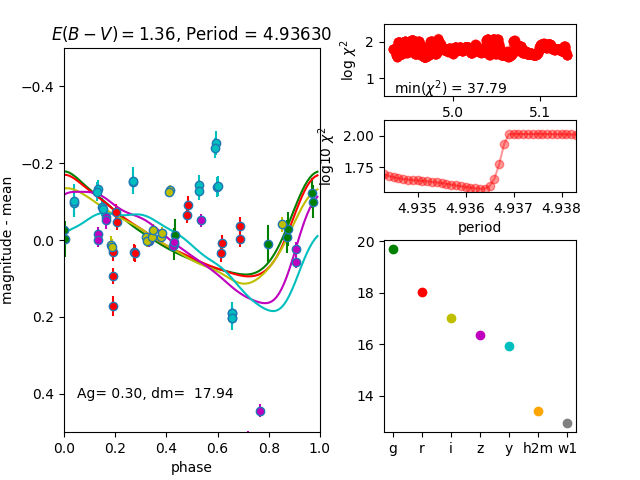 E(B − V) = 1.36, Period = 4.93630
magnitude - mean
−0.4
−0.2
0.0
0.2
0.4
Ag= 0.30, dm= 17.94
0.0 0.2 0.4 0.6 0.8 1.0
phase
log χ²
2
1
min(χ²) = 37.79
5.0 5.1
log10 χ²
2.00
1.75
4.935 4.936 4.937 4.938
period
20
18
16
14
g r i z y h2m w1